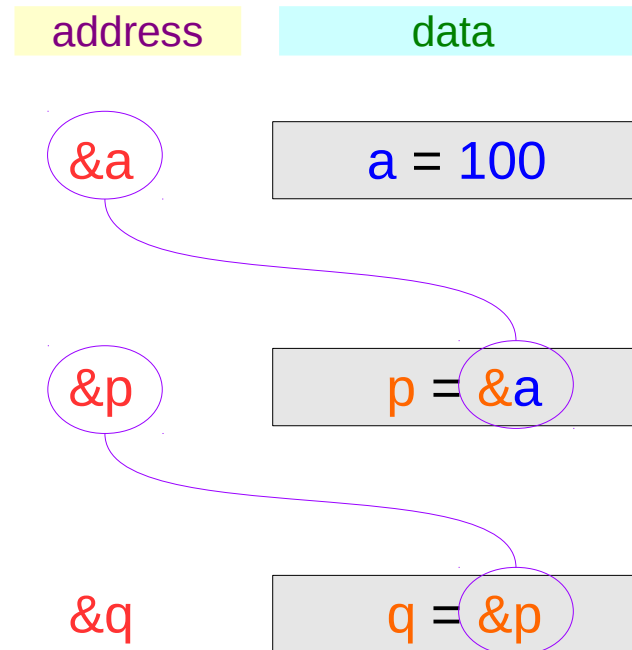 address data
&a a = 100
&p p = &a
&q q = &p